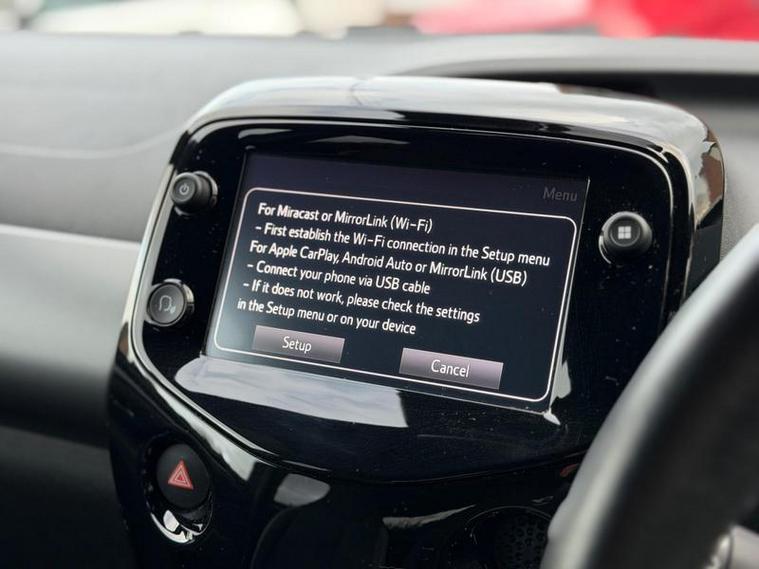 Menu
For Miracast or MirrorLink (Wi-Fi)
- First establish the Wi-Fi connection in the Setup menu
For Apple CarPlay, Android Auto or MirrorLink (USB)
- Connect your phone via USB cable
- If it does not work, please check the settings
in the Setup menu or on your device
Setup
Cancel